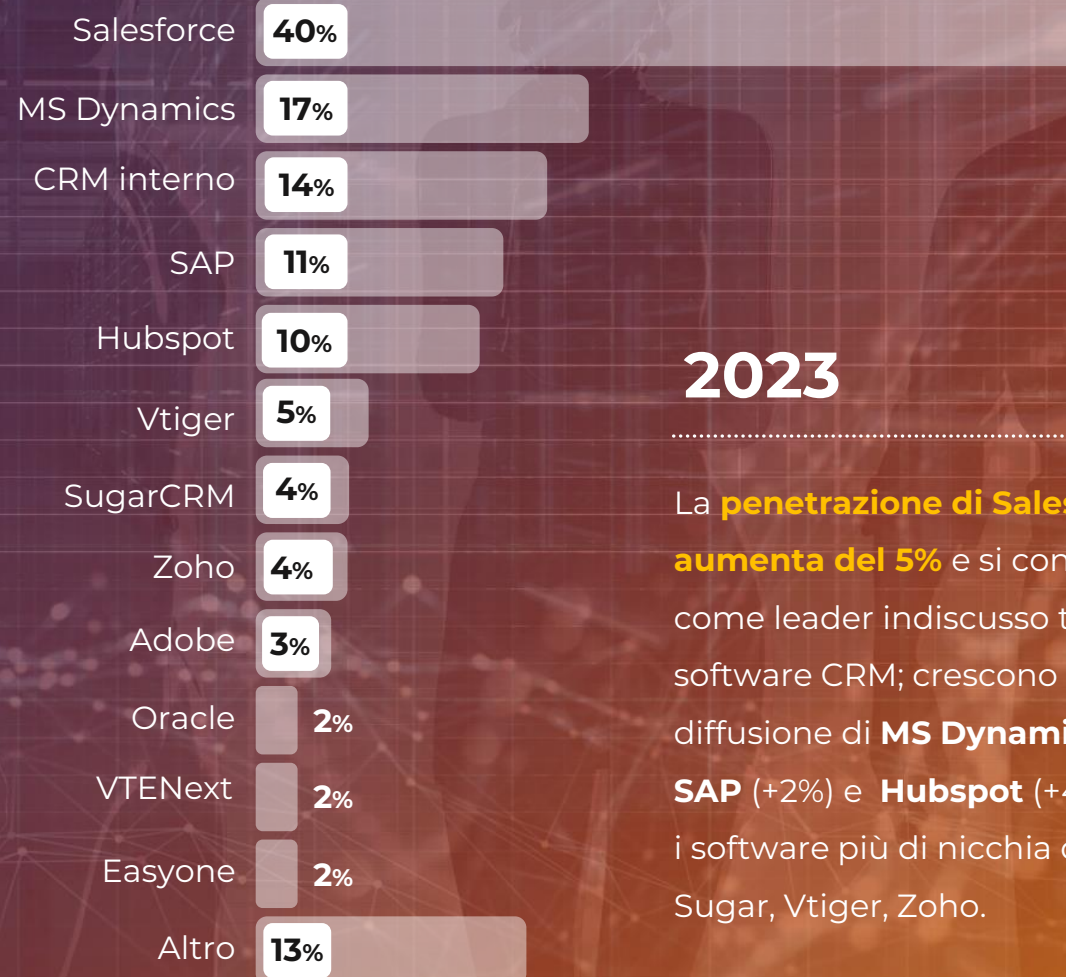 Salesforce 40%
MS Dynamics 17%
CRM interno 14%
SAP 11%
Hubspot 10%
Vtiger 5%
SugarCRM 4%
Zoho 4%
Adobe 3%
Oracle 2%
VTENext 2%
Easyone 2%
Altro 13%
2023
La penetrazione di
aumenta del 5% e si
come leader indiscusso
software CRM; crescono
diffusione di MS
SAP (+2%) e Hubspot
i software più di nicchia
Sugar, Vtiger, Zoho.